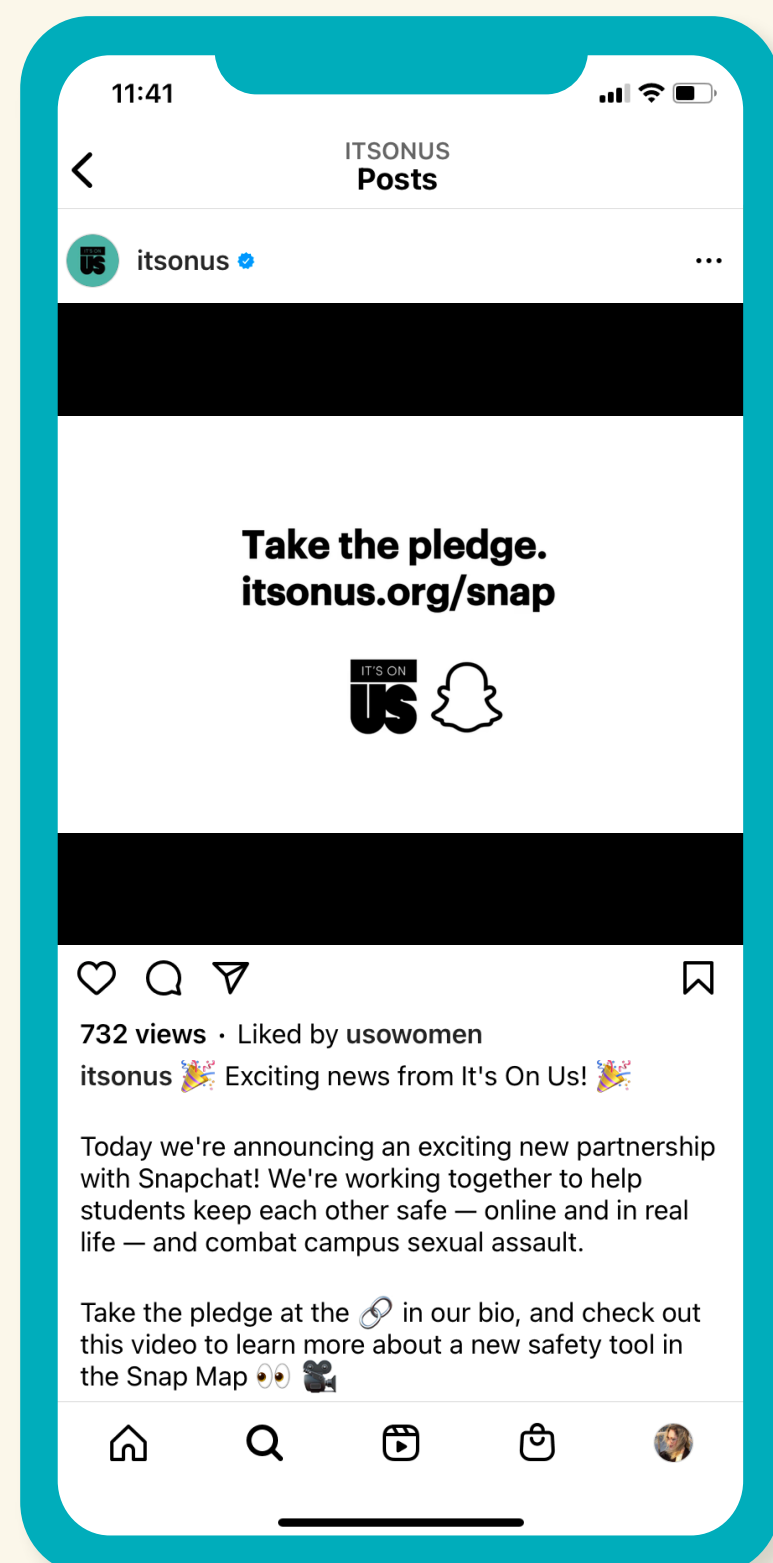 11:41
ITSONUS
Posts
IT'S ON
US
itsonus
Take the pledge.
itsonus.org/snap
IT'S ON
US
732 views · Liked by usowomen
itsonus 🎉 Exciting news from It's On Us! 🎉
Today we're announcing an exciting new partnership
with Snapchat! We're working together to help
students keep each other safe — online and in real
life — and combat campus sexual assault.
Take the pledge at the 🔗 in our bio, and check out
this video to learn more about a new safety tool in
the Snap Map 👀 🎥